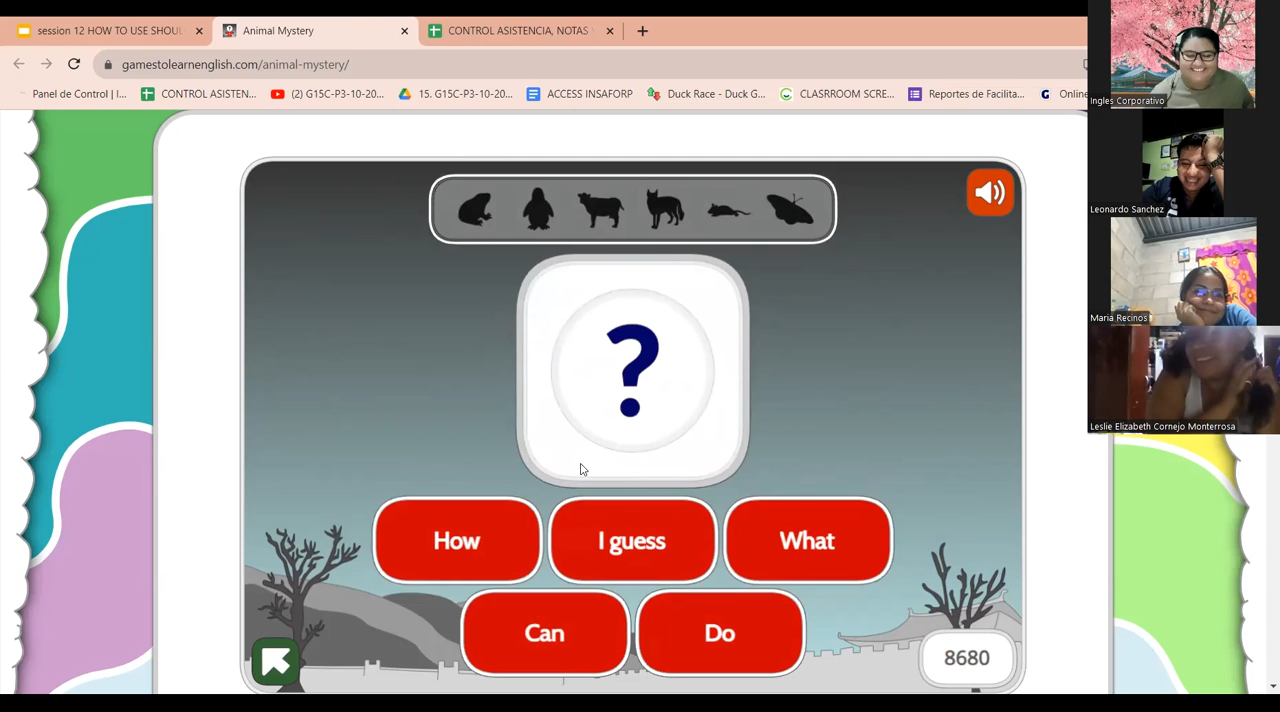 session 12 HOW TO USE SHOUL
Animal Mystery
CONTROL ASISTENCIA, NOTAS
gamestolearnenglish.com/animal-mystery/
Panel de Control | I...
CONTROL ASISTEN...
(2) G15C-P3-10-20...
15. G15C-P3-10-20...
ACCESS INSAFORP
Duck Race - Duck G...
CLASRROOM SCRE...
Reportes de Facilita...
Online
Ingles Corporativo
Leonardo Sanchez
Maria Recinos
Leslie Elizabeth Cornejo Monterrosa
?
How
I guess
What
Can
Do
8680